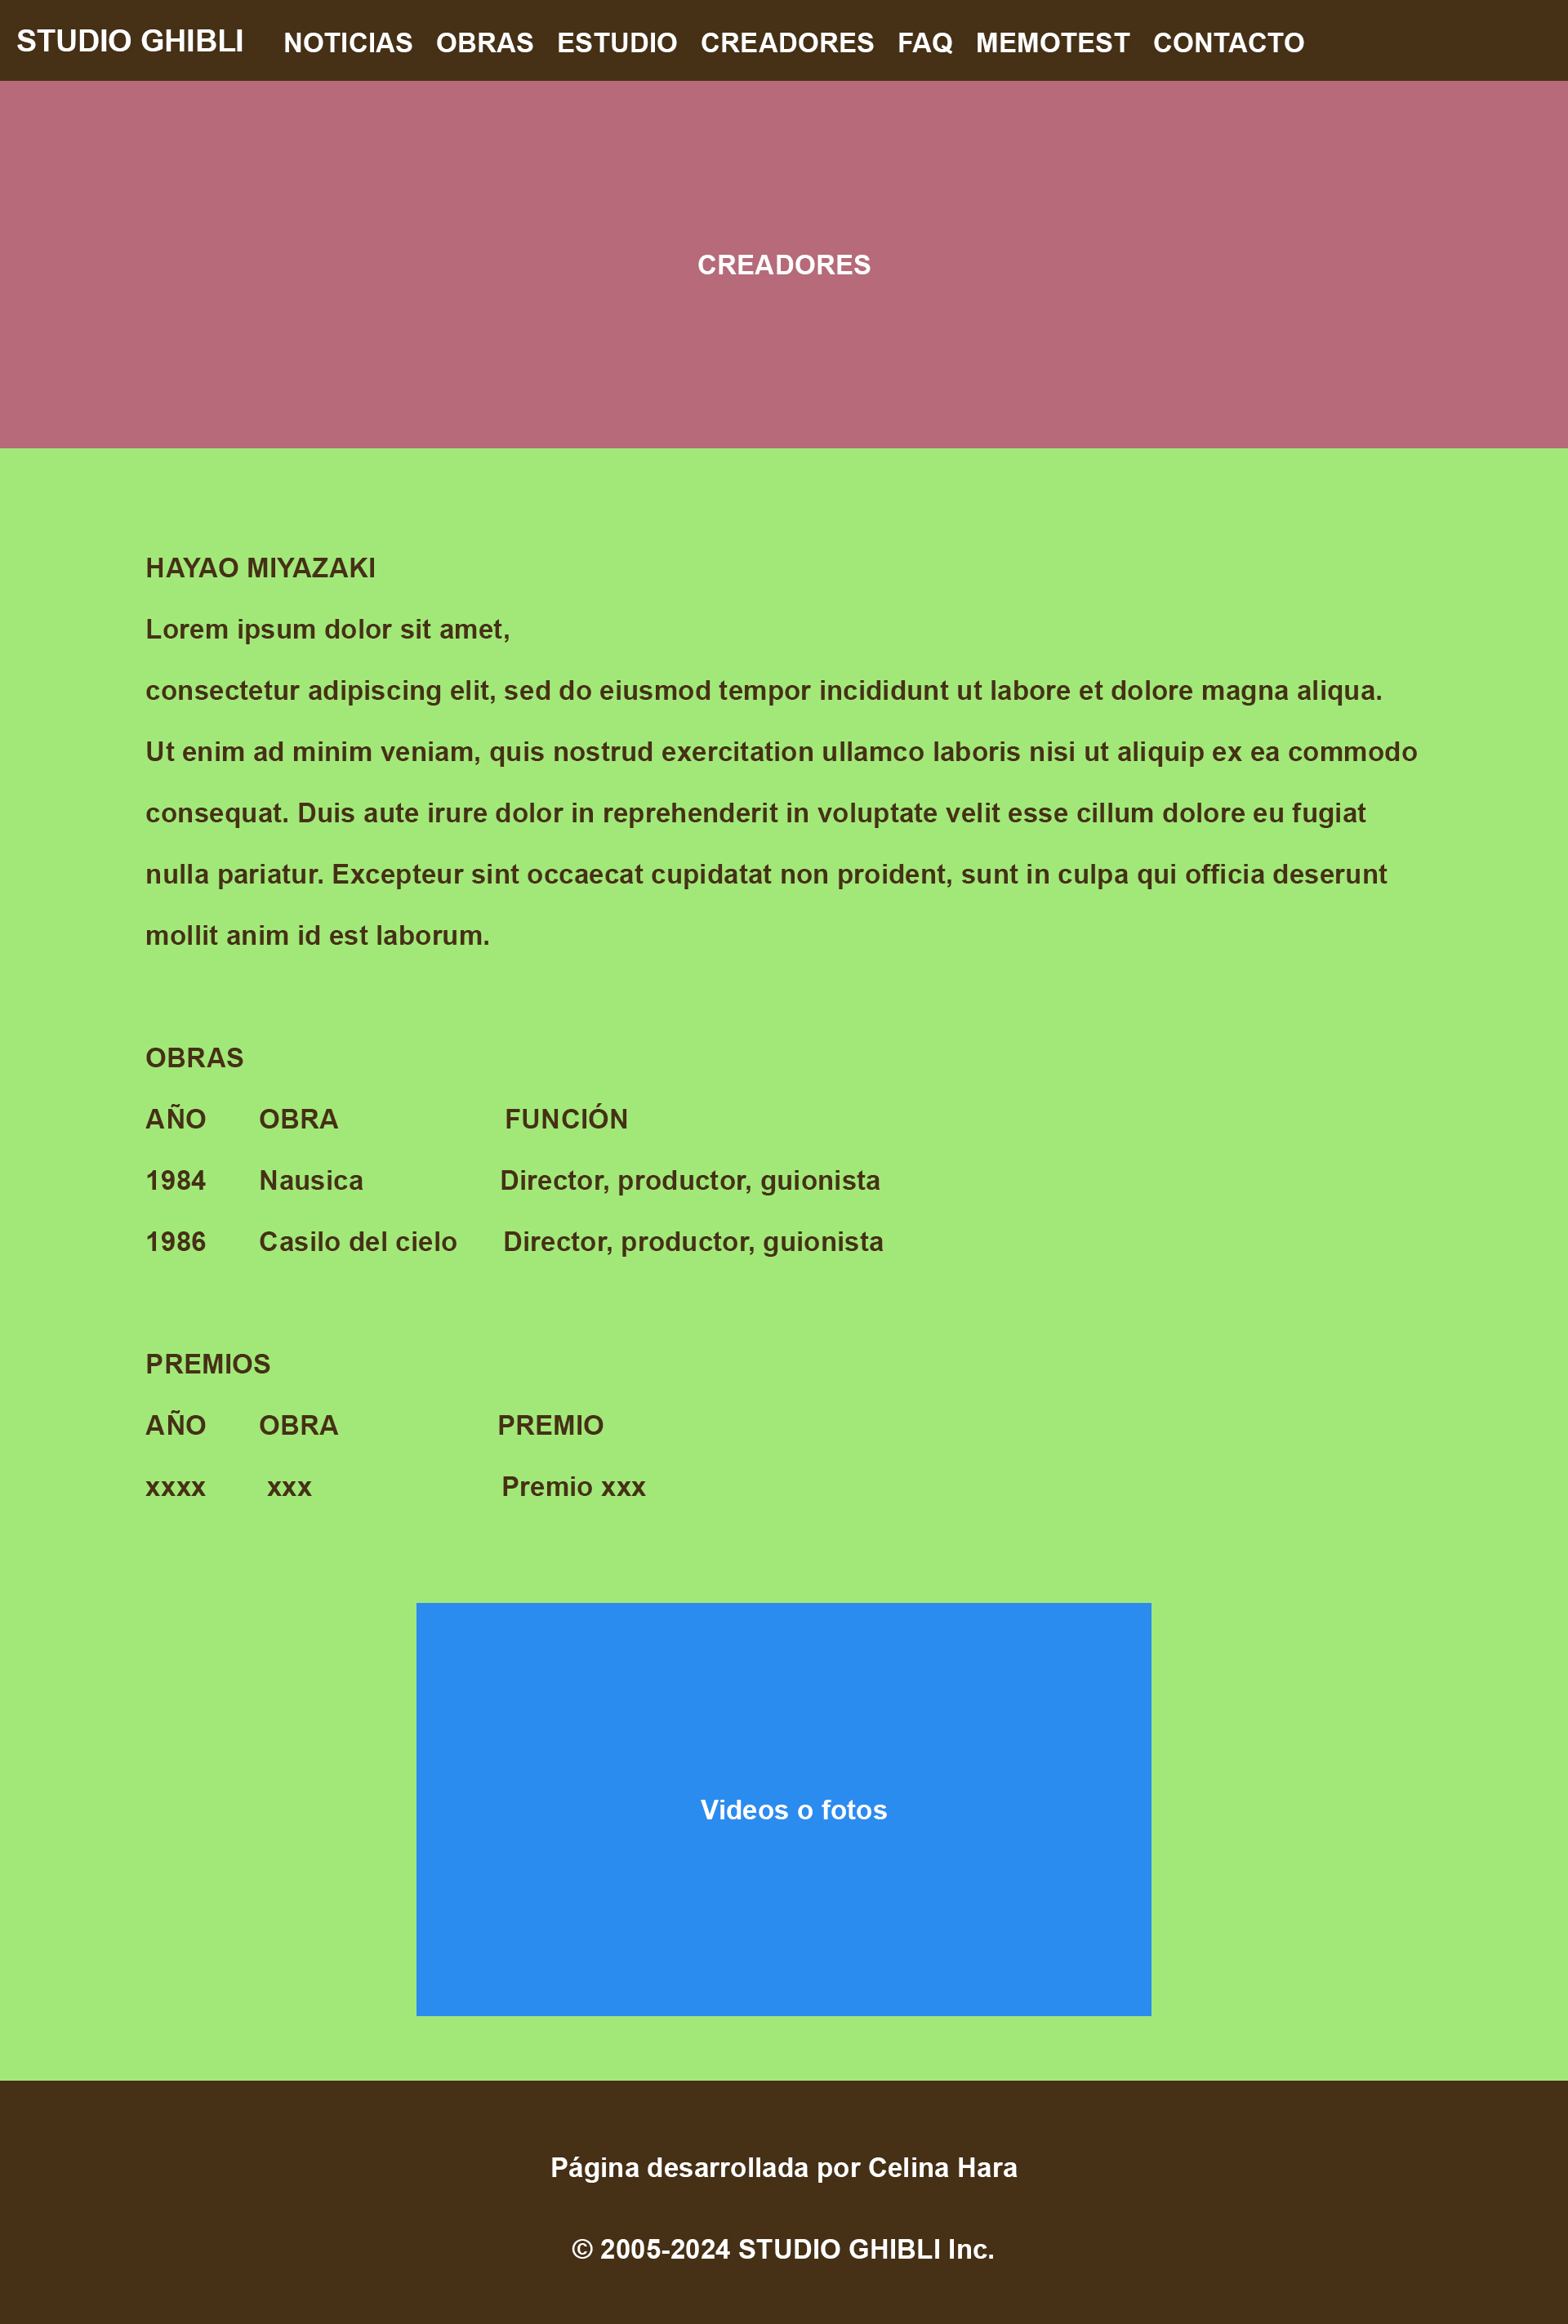 STUDIO GHIBLI NOTICIAS OBRAS ESTUDIO CREADORES FAQ MEMOTEST CONTACTO
CREADORES
HAYAO MIYAZAKI
Lorem ipsum dolor sit amet,
consectetur adipiscing elit, sed do eiusmod tempor incididunt ut labore et dolore magna aliqua.
Ut enim ad minim veniam, quis nostrud exercitation ullamco laboris nisi ut aliquip ex ea commodo
consequat. Duis aute irure dolor in reprehenderit in voluptate velit esse cillum dolore eu fugiat
nulla pariatur. Excepteur sint occaecat cupidatat non proident, sunt in culpa qui officia deserunt
mollit anim id est laborum.
OBRAS
AÑO OBRA FUNCIÓN
1984 Nausica Director, productor, guionista
1986 Casilo del cielo Director, productor, guionista
PREMIOS
AÑO OBRA PREMIO
xxxx xxx Premio xxx
Videos o fotos
Página desarrollada por Celina Hara
© 2005-2024 STUDIO GHIBLI Inc.